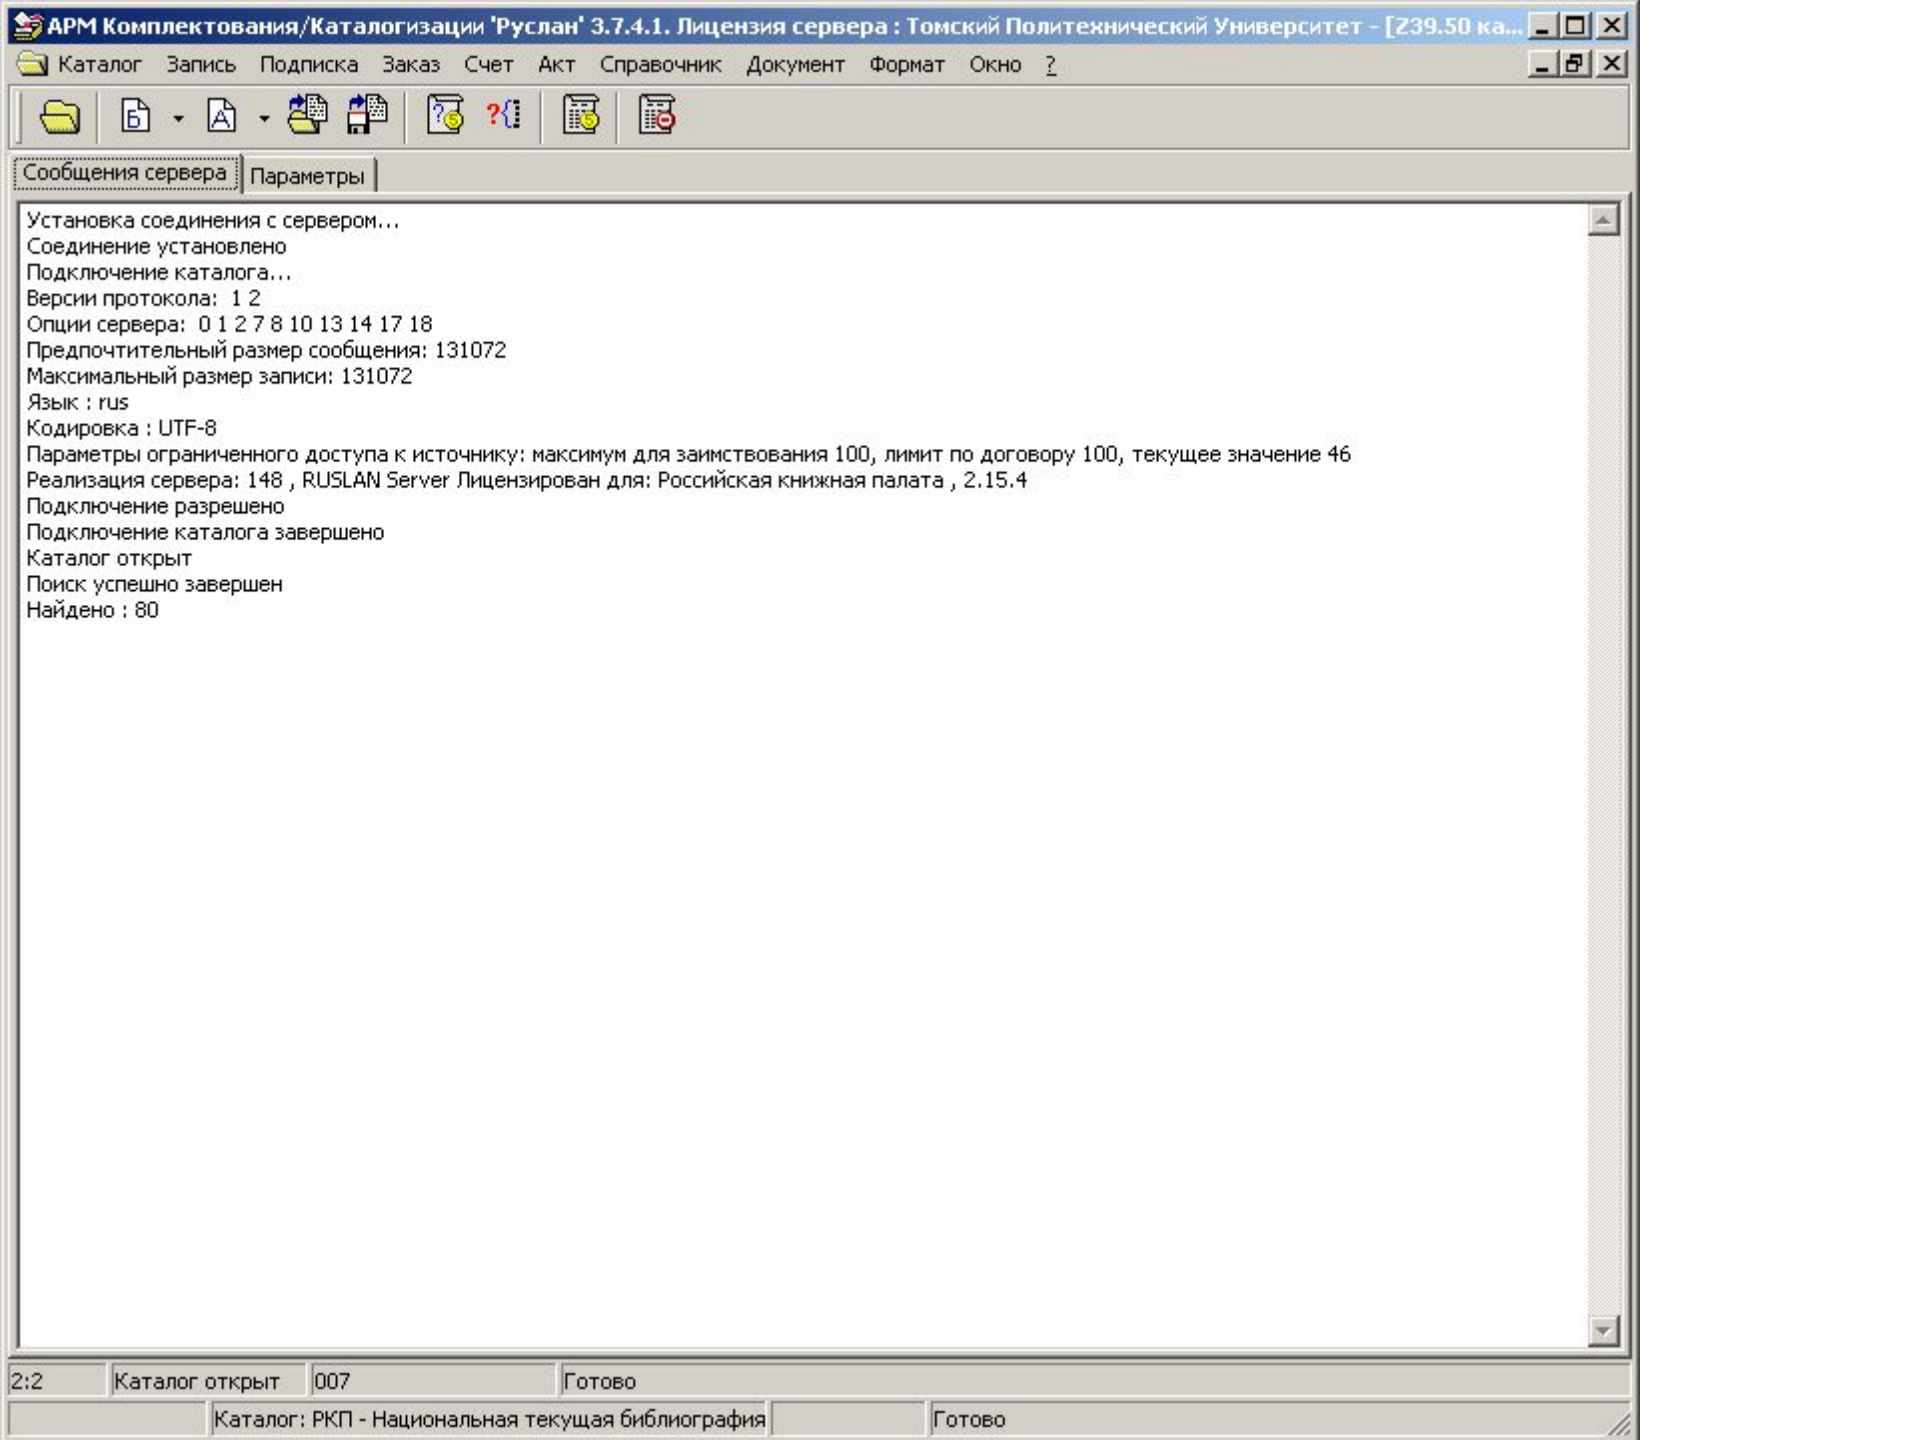 АРМ Комплектования/Каталогизации 'Руслан' 3.7.4.1. Лицензия сервера : Томский Политехнический Университет - [Z39.50 ка...
Каталог Запись Подписка Заказ Счет Акт Справочник Документ Формат Окно ?
Б А ?5 ?{ 5
Сообщения сервера Параметры
Установка соединения с сервером...
Соединение установлено
Подключение каталога...
Версии протокола: 1 2
Опции сервера: 0 1 2 7 8 10 13 14 17 18
Предпочтительный размер сообщения: 131072
Максимальный размер записи: 131072
Язык : rus
Кодировка : UTF-8
Параметры ограниченного доступа к источнику: максимум для заимствования 100, лимит по договору 100, текущее значение 46
Реализация сервера: 148 , RUSLAN Server Лицензирован для: Российская книжная палата , 2.15.4
Подключение разрешено
Подключение каталога завершено
Каталог открыт
Поиск успешно завершен
Найдено : 80
2:2 Каталог открыт 007 Готово
Каталог: РКП - Национальная текущая библиография Готово